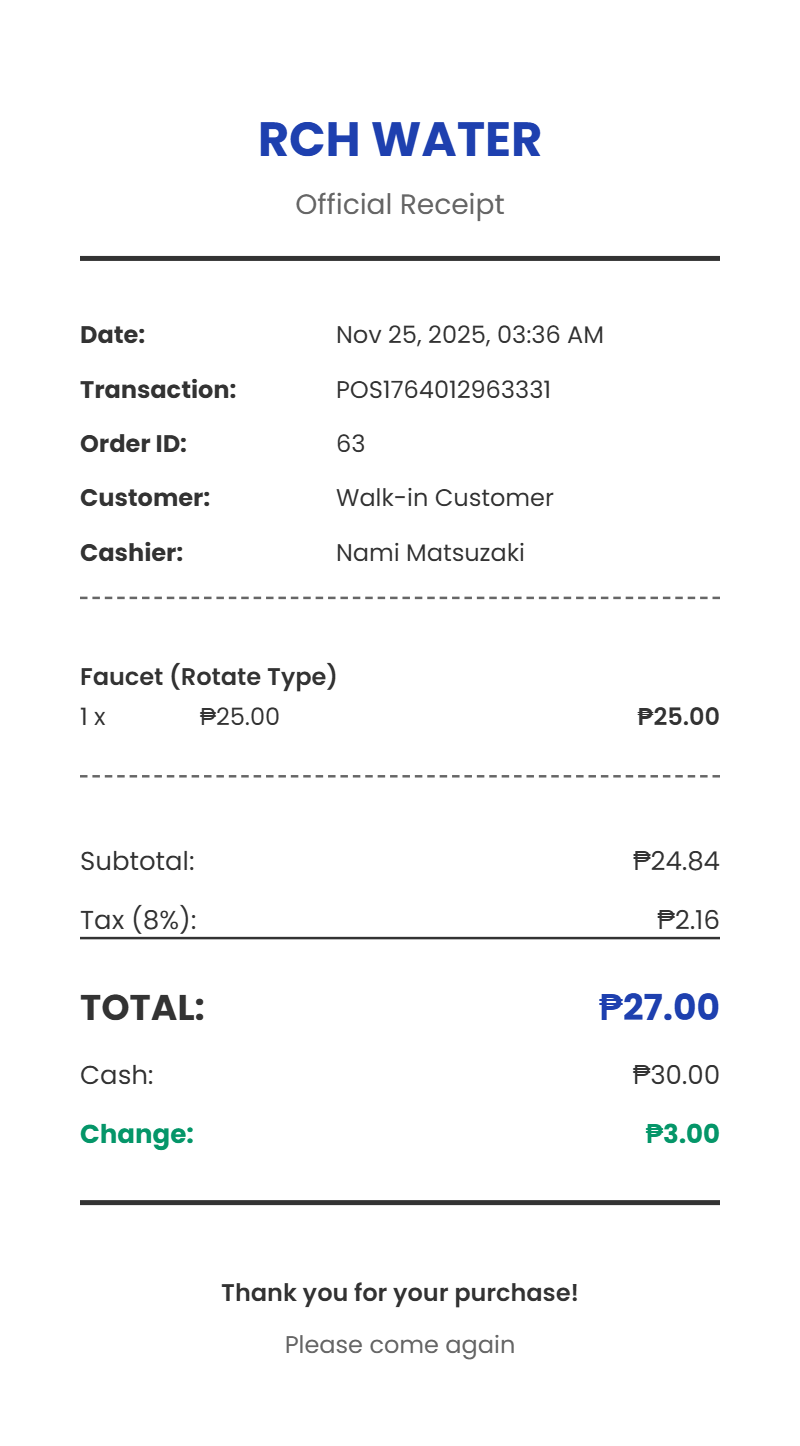 RCH WATER
Official Receipt
Date: Nov 25, 2025, 03:36 AM
Transaction: POS1764012963331
Order ID: 63
Customer: Walk-in Customer
Cashier: Nami Matsuzaki
Faucet (Rotate Type)
1 x ₱25.00 ₱25.00
Subtotal: ₱24.84
Tax (8%): ₱2.16
TOTAL: ₱27.00
Cash: ₱30.00
Change: ₱3.00
Thank you for your purchase!
Please come again